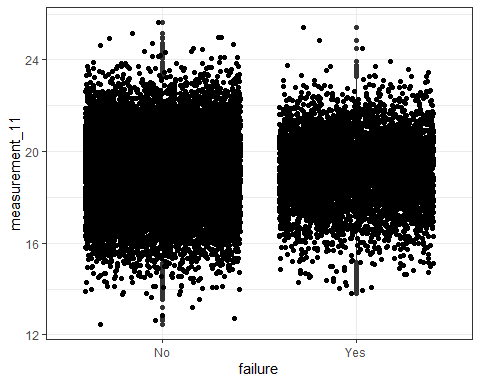 24
20
16
12
measurement_11
No Yes
failure